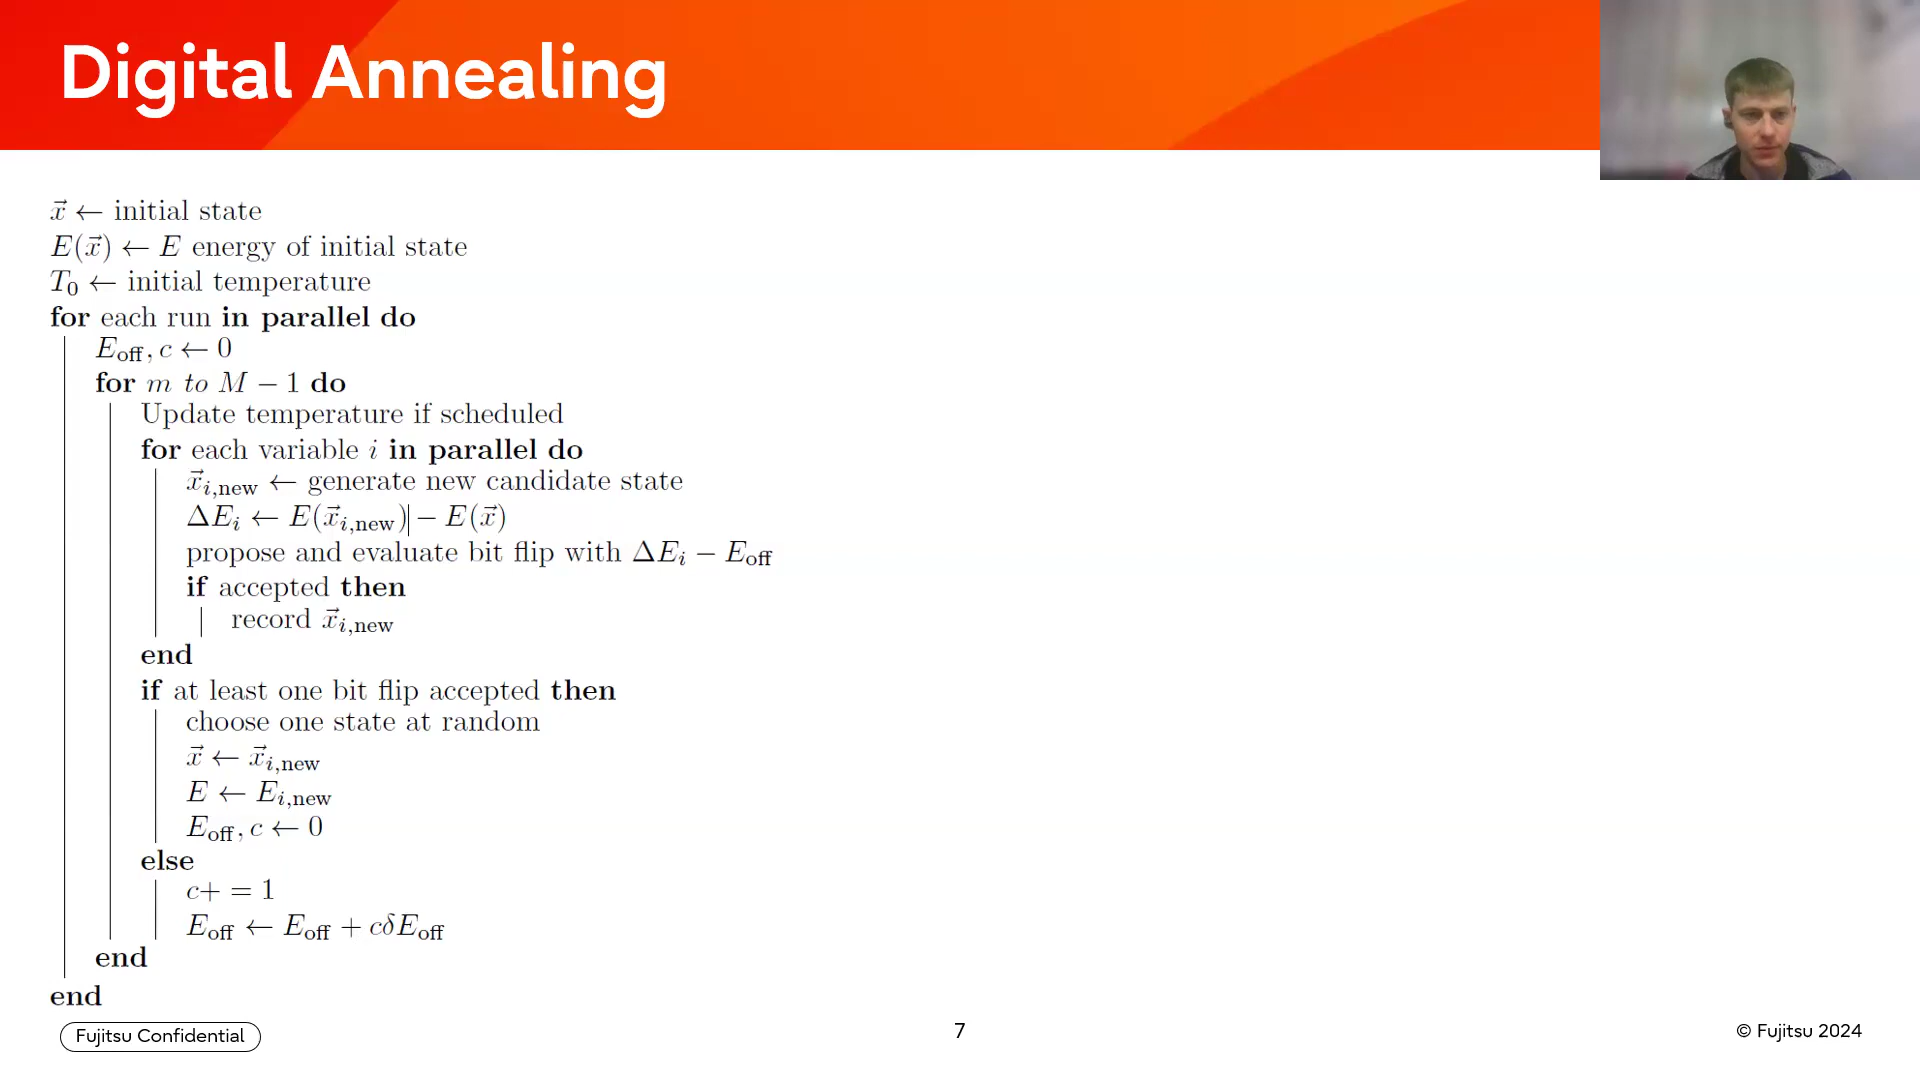 Digital Annealing
x⃗ ← initial state
E(x⃗) ← E energy of initial state
T₀ ← initial temperature
for each run in parallel do
E_off, c ← 0
for m to M − 1 do
Update temperature if scheduled
for each variable i in parallel do
x⃗_i,new ← generate new candidate state
ΔE_i ← E(x⃗_i,new) − E(x⃗)
propose and evaluate bit flip with ΔE_i − E_off
if accepted then
record x⃗_i,new
end
if at least one bit flip accepted then
choose one state at random
x⃗ ← x⃗_i,new
E ← E_i,new
E_off, c ← 0
else
c+ = 1
E_off ← E_off + cδE_off
end
end
Fujitsu Confidential
7
© Fujitsu 2024